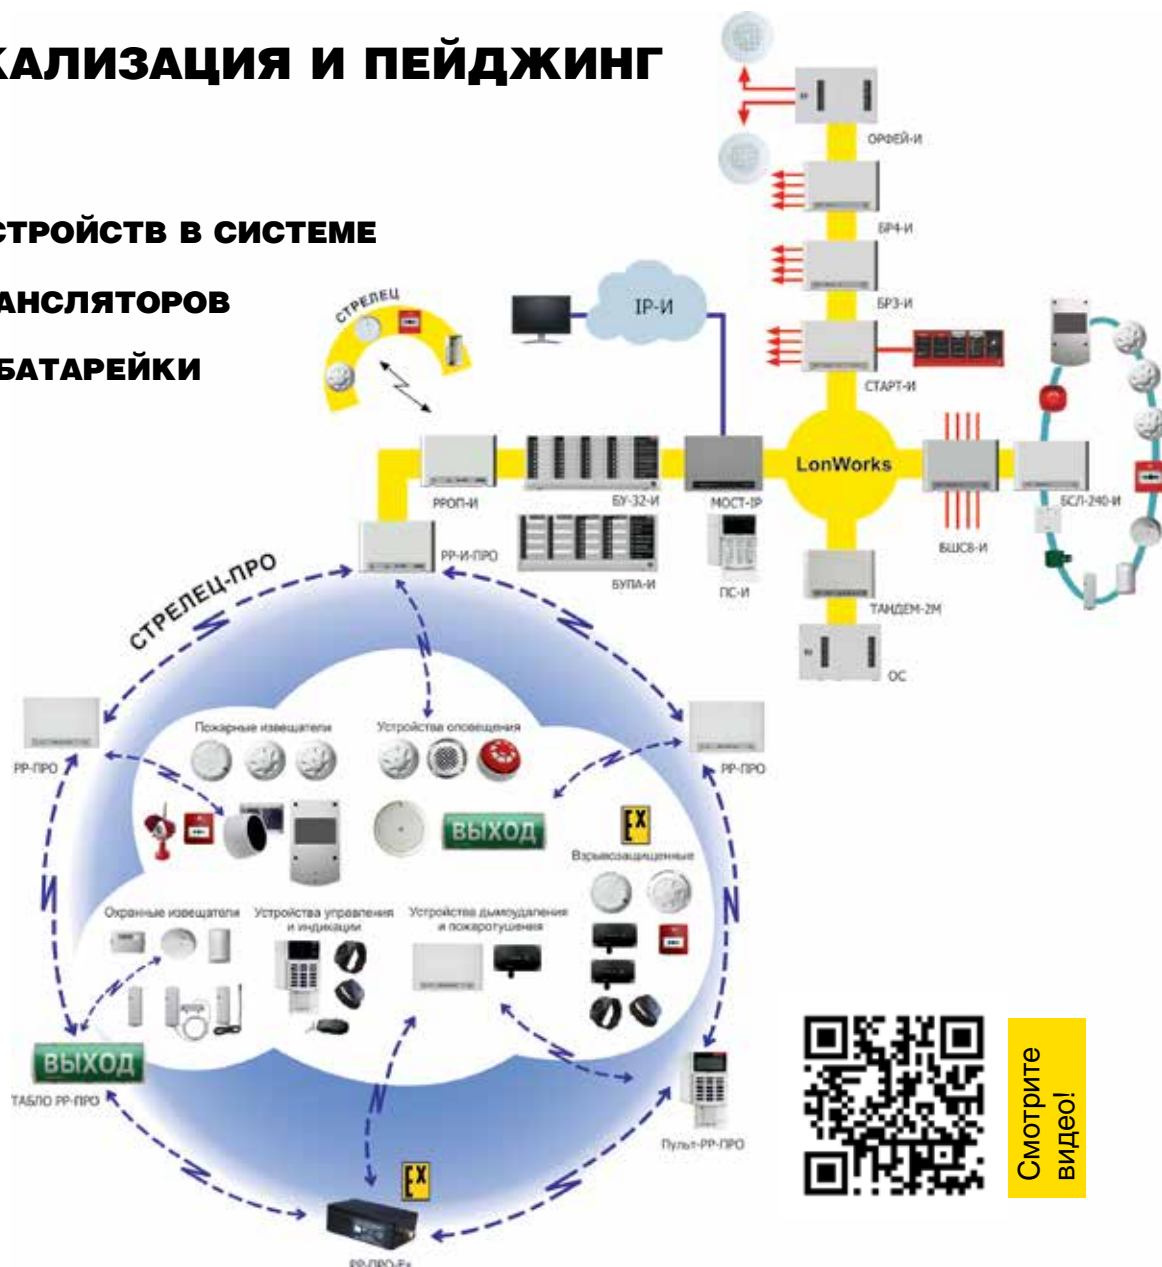 КАЛИЗАЦИЯ И ПЕЙДЖИНГ
СТРОЙСТВ В СИСТЕМЕ
АНСЛЯТОРОВ
БАТАРЕЙКИ
ОРФЕЙ-И
БР4-И
БР3-И
СТАРТ-И
IP-И
СТРЕЛЕЦ
LonWorks
РРОП-И
БУ-32-И
МОСТ-IP
БШС8-И
БСЛ-240-И
РР-И-ПРО
БУПА-И
ПС-И
ТАНДЕМ-2М
ОС
СТРЕЛЕЦ-ПРО
РР-ПРО
РР-ПРО
Пожарные извещатели
Устройства оповещения
ВЫХОД
EX
Взрывозащищенные
Охранные извещатели
Устройства управления
и индикации
Устройства дымоудаления
и пожаротушения
ВЫХОД
ТАБЛО РР-ПРО
Пульт-РР-ПРО
EX
РР-ПРО-Ex
Смотрите
видео!